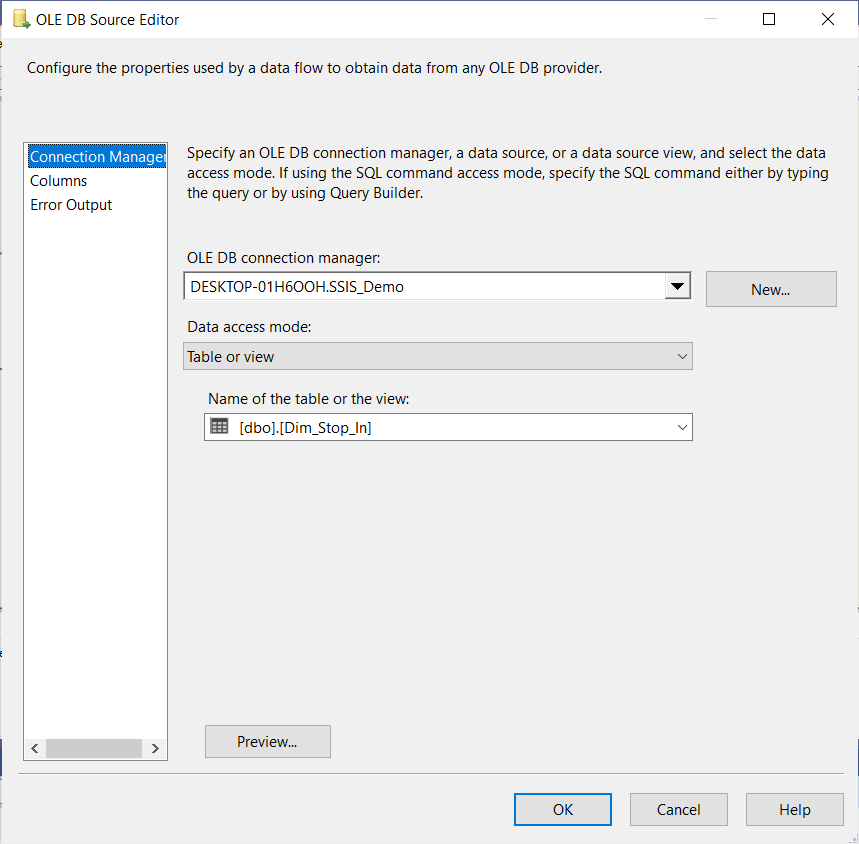 OLE DB Source Editor
Configure the properties used by a data flow to obtain data from any OLE DB provider.
Connection Manager
Columns
Error Output
Specify an OLE DB connection manager, a data source, or a data source view, and select the data
access mode. If using the SQL command access mode, specify the SQL command either by typing
the query or by using Query Builder.
OLE DB connection manager:
DESKTOP-01H6OOH.SSIS_Demo
New...
Data access mode:
Table or view
Name of the table or the view:
[dbo].[Dim_Stop_In]
Preview...
OK
Cancel
Help